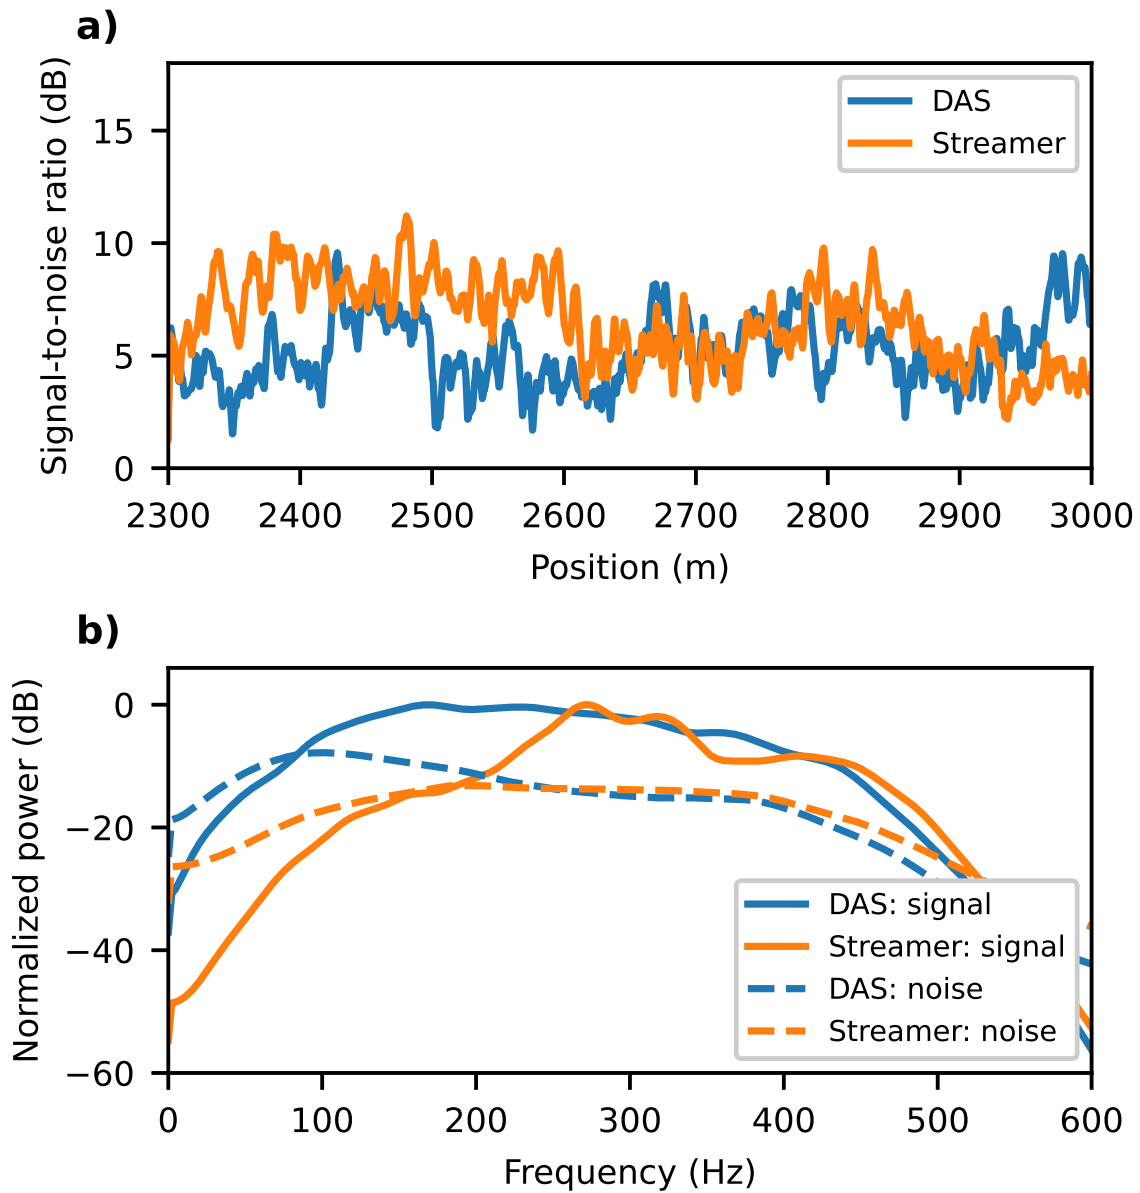 a)
Signal-to-noise ratio (dB)
15
10
5
0
DAS
Streamer
2300 2400 2500 2600 2700 2800 2900 3000
Position (m)
b)
Normalized power (dB)
0
−20
−40
−60
DAS: signal
Streamer: signal
DAS: noise
Streamer: noise
0 100 200 300 400 500 600
Frequency (Hz)